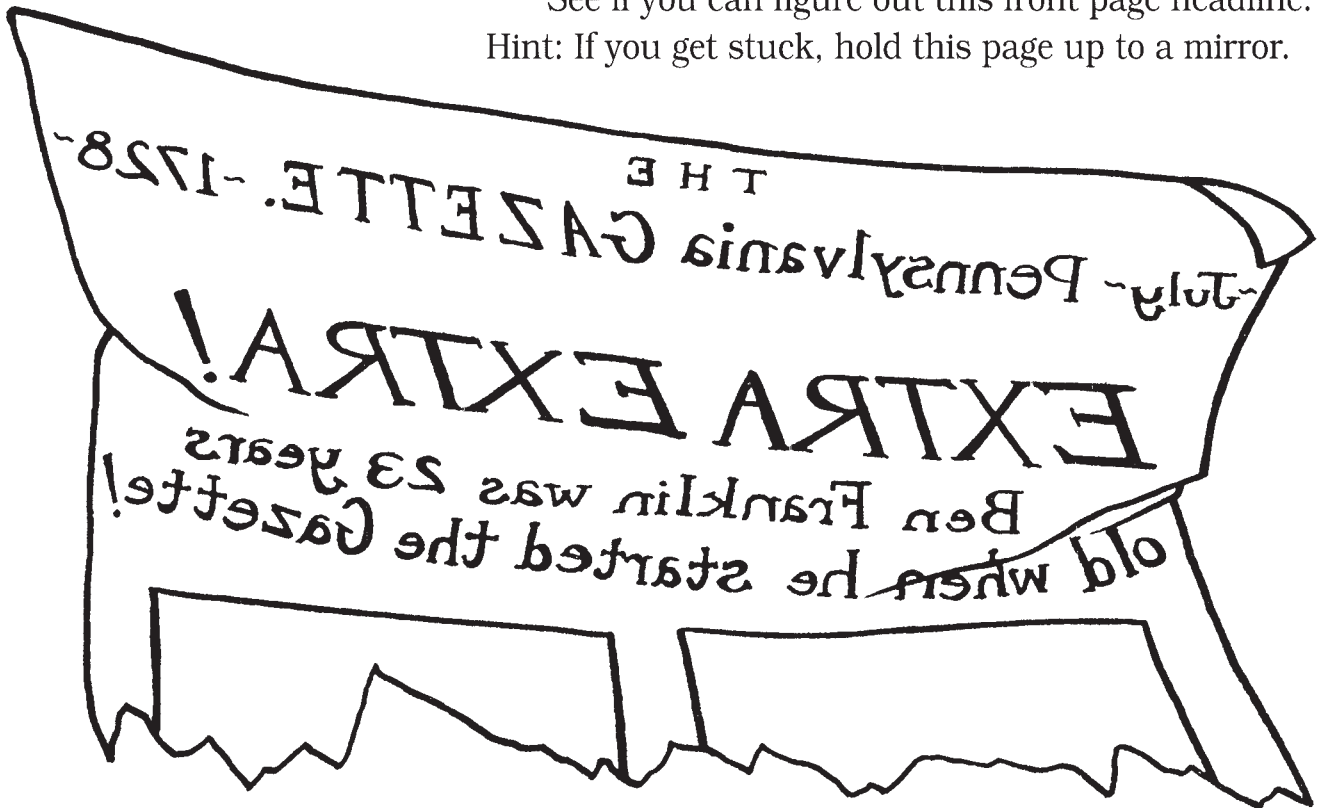 See if you can figure out this front page headline.
Hint: If you get stuck, hold this page up to a mirror.
THE
~July~ Pennsylvania GAZETTE. ~1728~
EXTRA EXTRA!
Ben Franklin was 23 years
old when he started the Gazette!